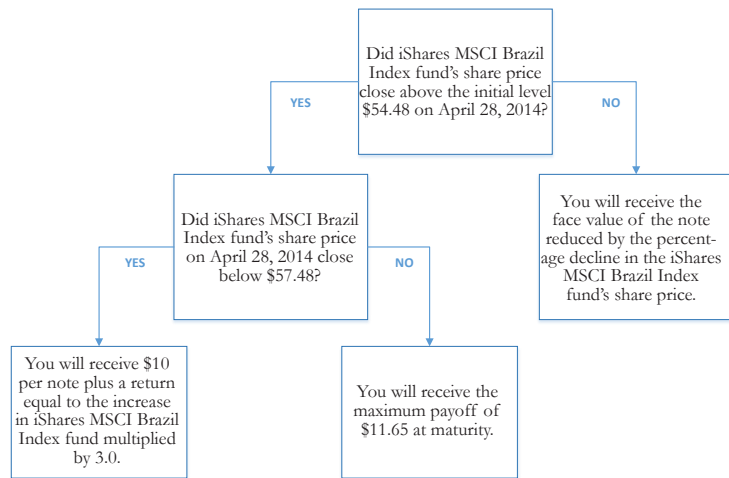 Did iShares MSCI Brazil
Index fund's share price
close above the initial level
$54.48 on April 28, 2014?
YES
NO
Did iShares MSCI Brazil
Index fund's share price
on April 28, 2014 close
below $57.48?
You will receive the
face value of the note
reduced by the percent-
age decline in the iShares
MSCI Brazil Index
fund's share price.
YES
NO
You will receive $10
per note plus a return
equal to the increase
in iShares MSCI Brazil
Index fund multiplied
by 3.0.
You will receive the
maximum payoff of
$11.65 at maturity.